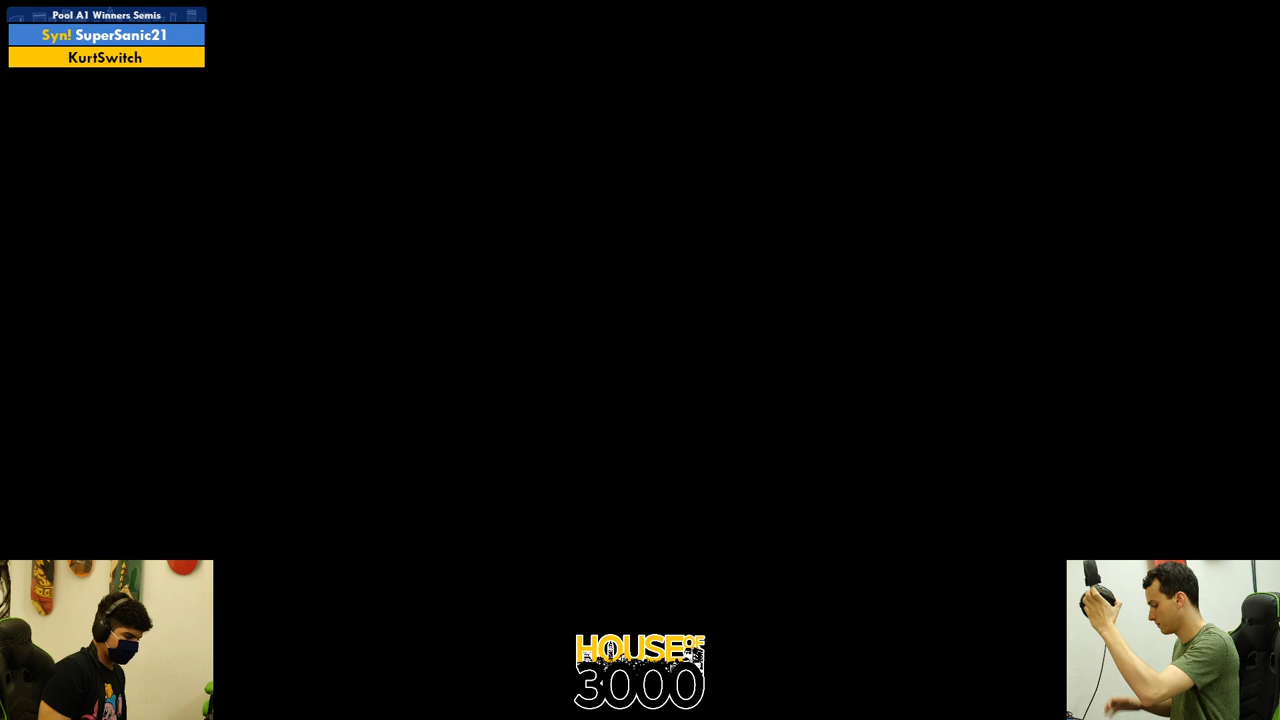 Pool A1 Winners Semis
Syn! SuperSanic21
KurtSwitch
HOUSE OF
3000